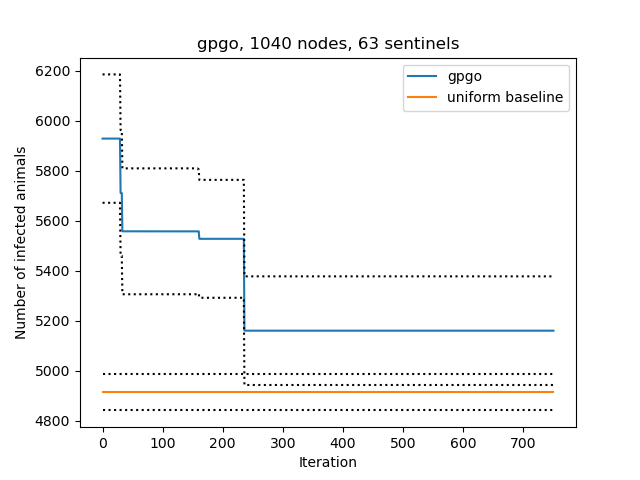 gpgo, 1040 nodes, 63 sentinels
gpgo
uniform baseline
Number of infected animals
6200
6000
5800
5600
5400
5200
5000
4800
0 100 200 300 400 500 600 700
Iteration